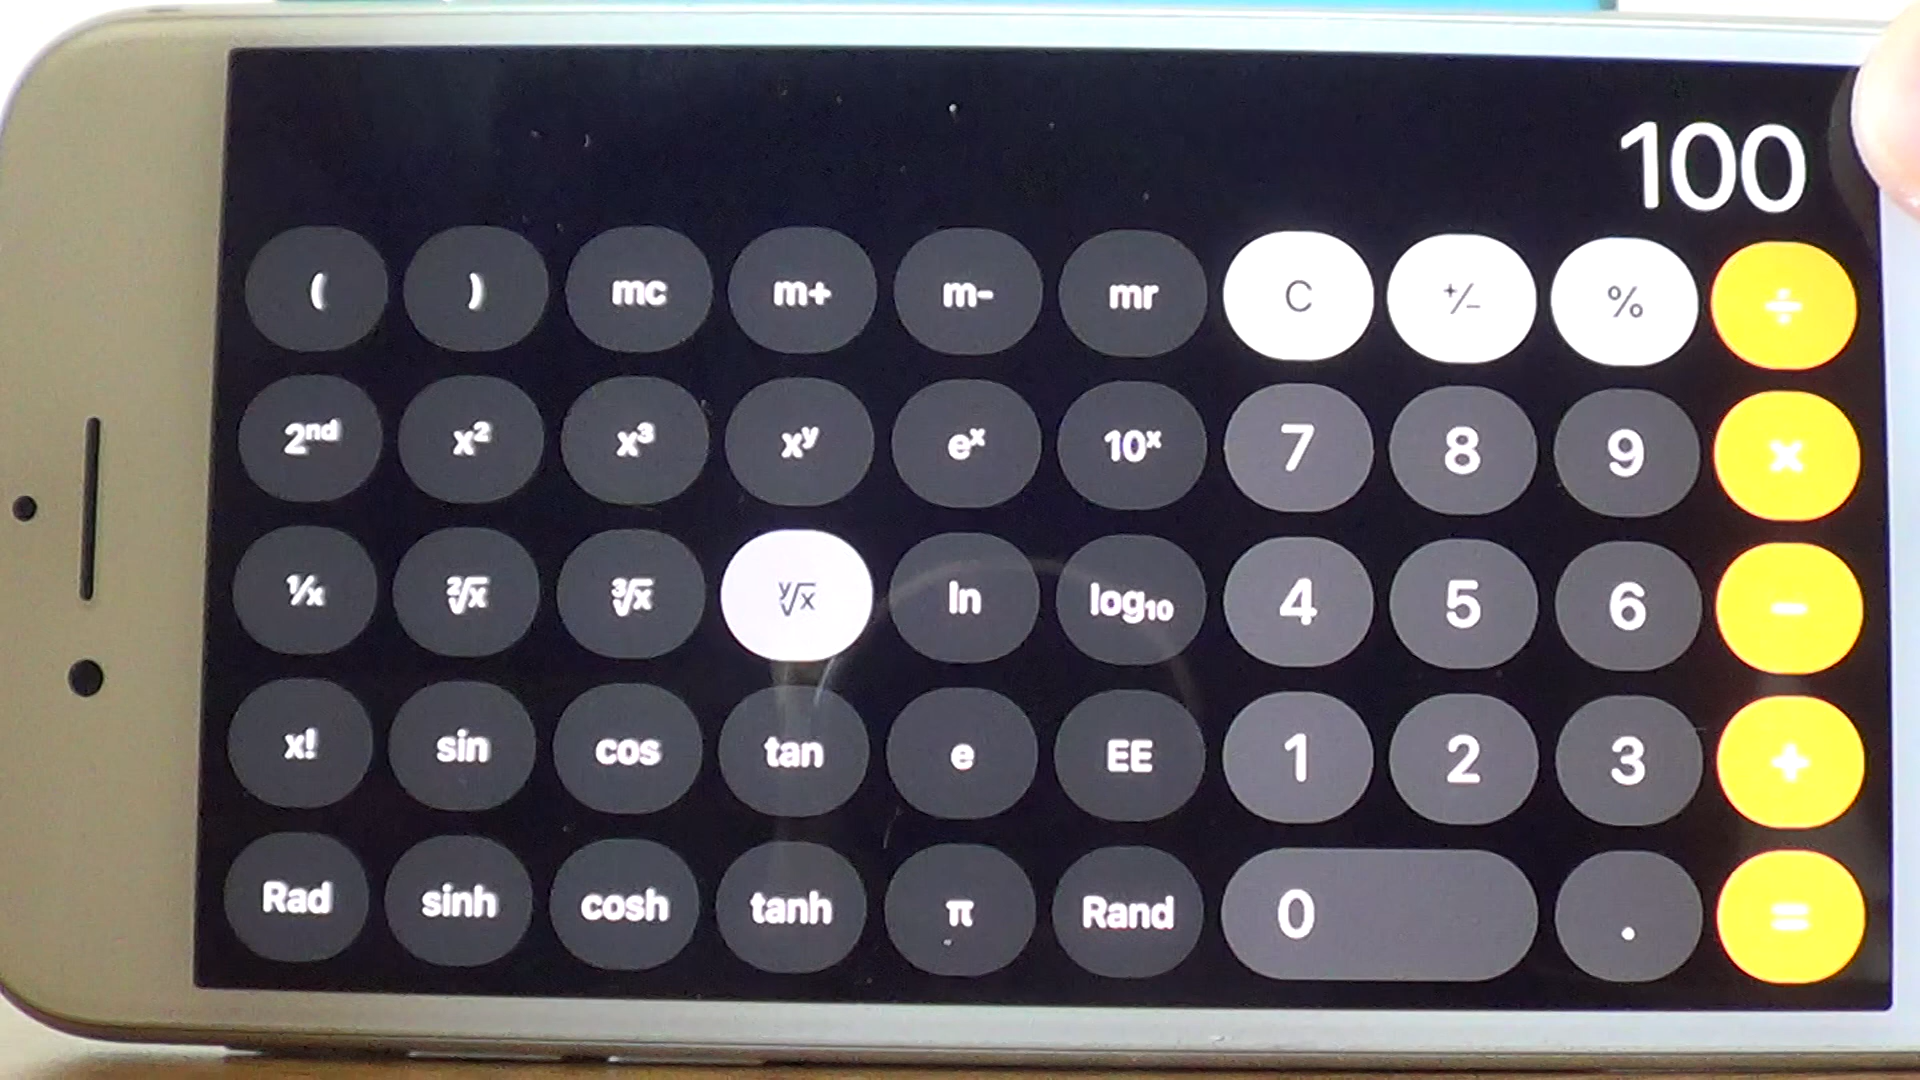 100
( ) mc m+ m- mr C +/- % ÷
2nd x² x³ xʸ eˣ 10ˣ 7 8 9 ×
1/x ²√x ³√x ʸ√x ln log₁₀ 4 5 6 −
x! sin cos tan e EE 1 2 3 +
Rad sinh cosh tanh π Rand 0 . =